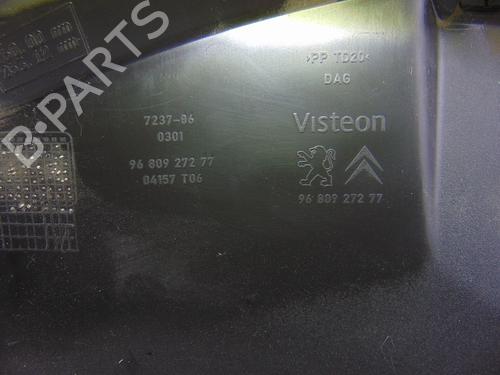 B-PARTS
>PP TD20<
DAG
7237-86
0301
96 809 272 77
04157 T06
Visteon
96 809 272 77